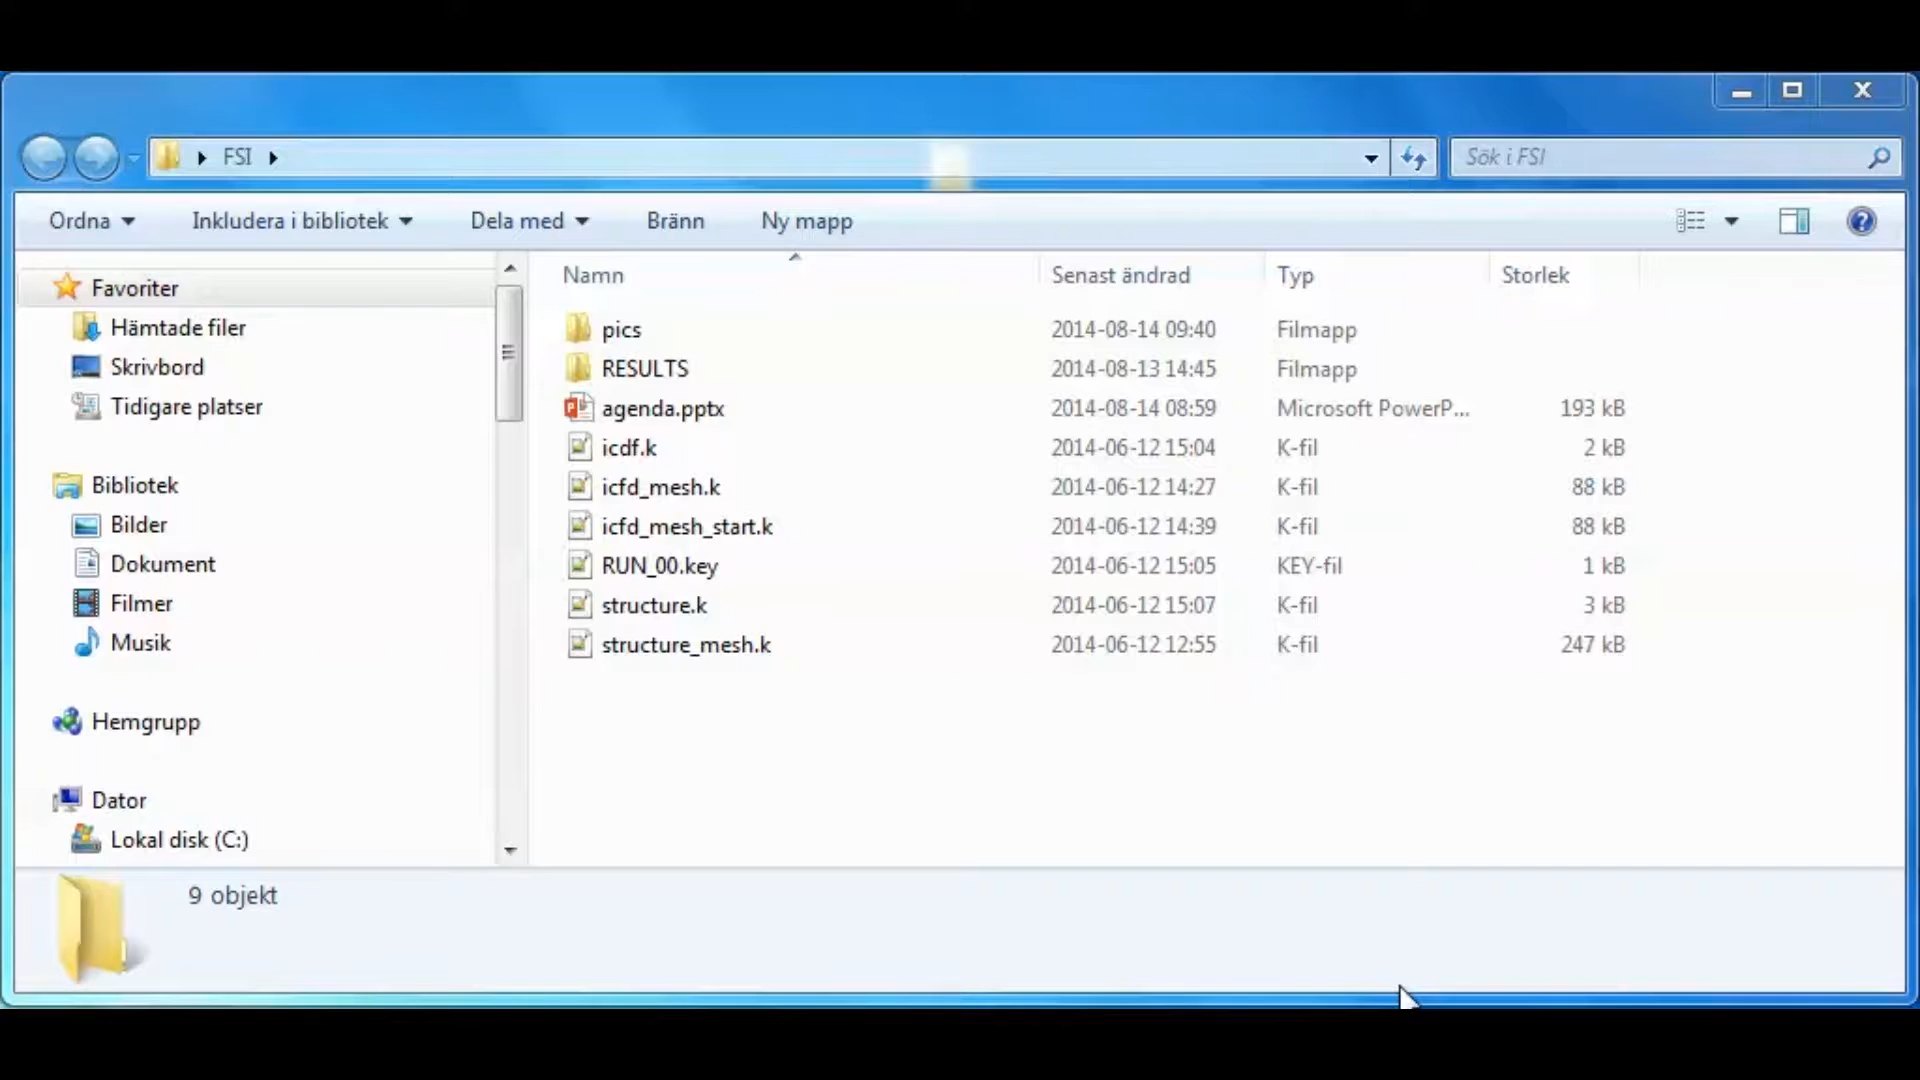 FSI
Sök i FSI
Ordna Inkludera i bibliotek Dela med Bränn Ny mapp
Namn Senast ändrad Typ Storlek
Favoriter
Hämtade filer
Skrivbord
Tidigare platser
Bibliotek
Bilder
Dokument
Filmer
Musik
Hemgrupp
Dator
Lokal disk (C:)
pics 2014-08-14 09:40 Filmapp
RESULTS 2014-08-13 14:45 Filmapp
agenda.pptx 2014-08-14 08:59 Microsoft PowerP... 193 kB
icdf.k 2014-06-12 15:04 K-fil 2 kB
icfd_mesh.k 2014-06-12 14:27 K-fil 88 kB
icfd_mesh_start.k 2014-06-12 14:39 K-fil 88 kB
RUN_00.key 2014-06-12 15:05 KEY-fil 1 kB
structure.k 2014-06-12 15:07 K-fil 3 kB
structure_mesh.k 2014-06-12 12:55 K-fil 247 kB
9 objekt